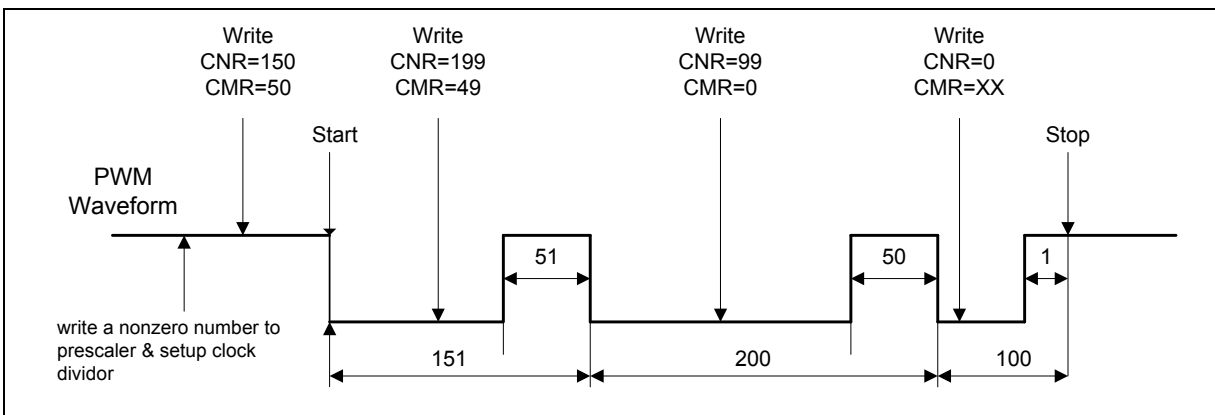 Write
CNR=150
CMR=50
Write
CNR=199
CMR=49
Write
CNR=99
CMR=0
Write
CNR=0
CMR=XX
Start
Stop
PWM
Waveform
51
50
1
write a nonzero number to
prescaler & setup clock
dividor
151
200
100